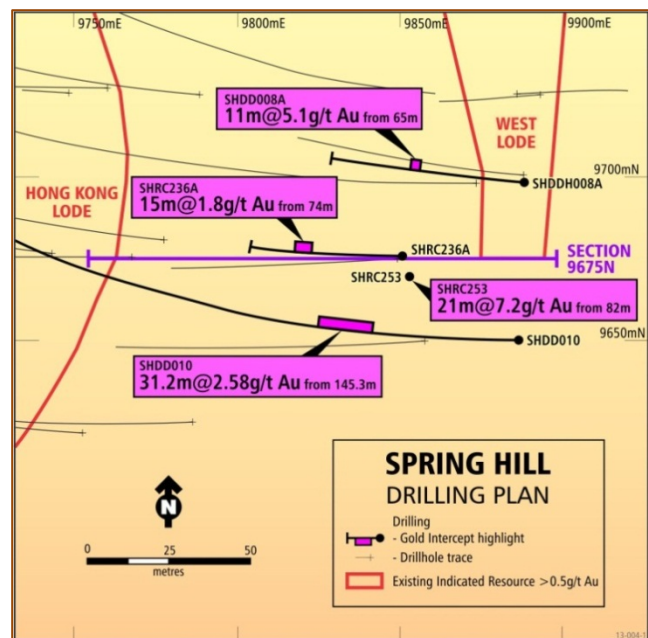 9750mE
9800mE
9850mE
9900mE
SHDD008A
11m@5.1g/t Au from 65m
WEST
LODE
9700mN
SHDDH008A
HONG KONG
LODE
SHRC236A
15m@1.8g/t Au from 74m
SHRC236A
SECTION
9675N
SHRC253
SHRC253
21m@7.2g/t Au from 82m
9650mN
SHDD010
SHDD010
31.2m@2.58g/t Au from 145.3m
SPRING HILL
DRILLING PLAN
Drilling
- Gold Intercept highlight
- Drillhole trace
Existing Indicated Resource >0.5g/t Au
N
0 25 50
metres